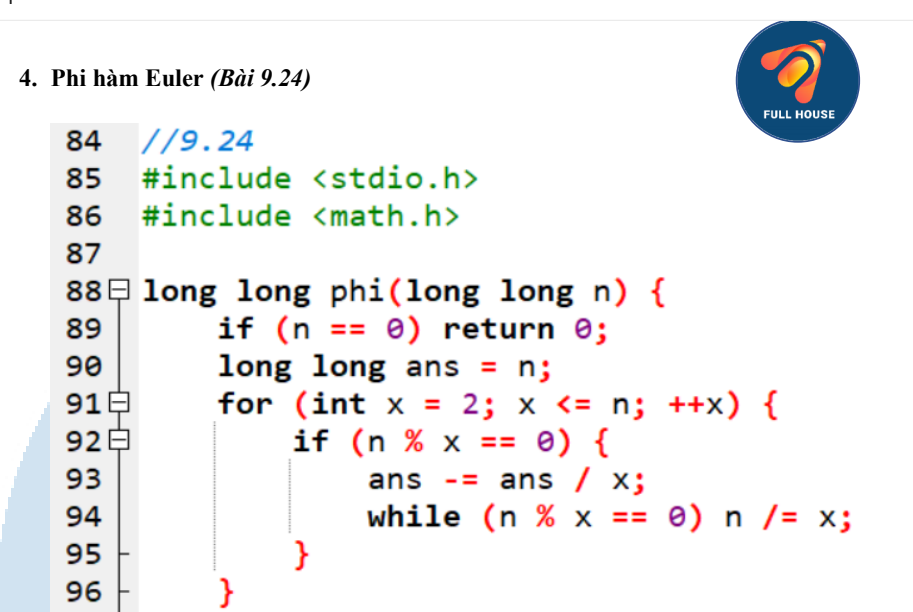 4. Phi hàm Euler (Bài 9.24)
FULL HOUSE
84 //9.24
85 #include <stdio.h>
86 #include <math.h>
87
88 long long phi(long long n) {
89 if (n == 0) return 0;
90 long long ans = n;
91 for (int x = 2; x <= n; ++x) {
92 if (n % x == 0) {
93 ans -= ans / x;
94 while (n % x == 0) n /= x;
95 }
96 }